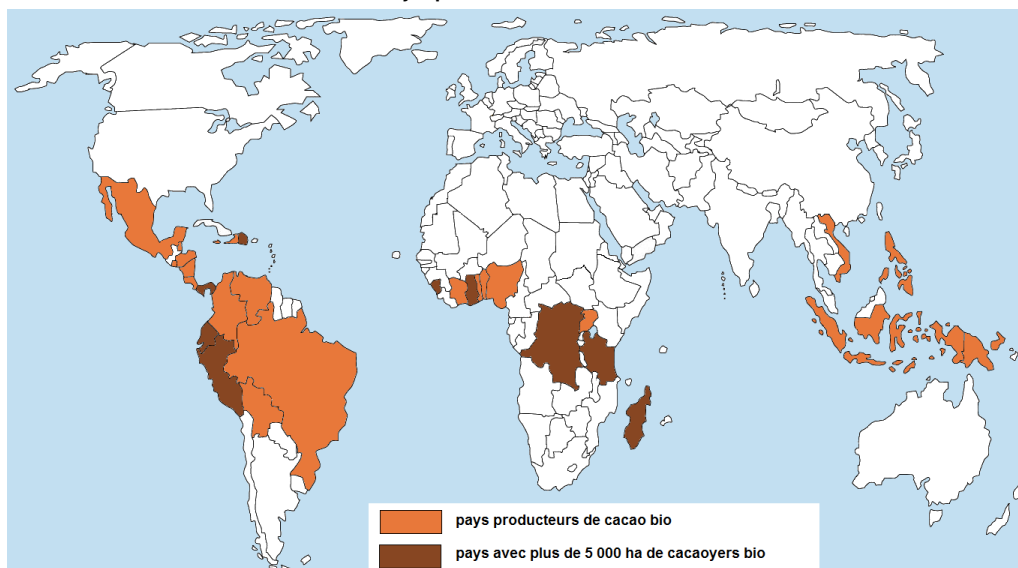 pays producteurs de cacao bio
pays avec plus de 5 000 ha de cacaoyers bio